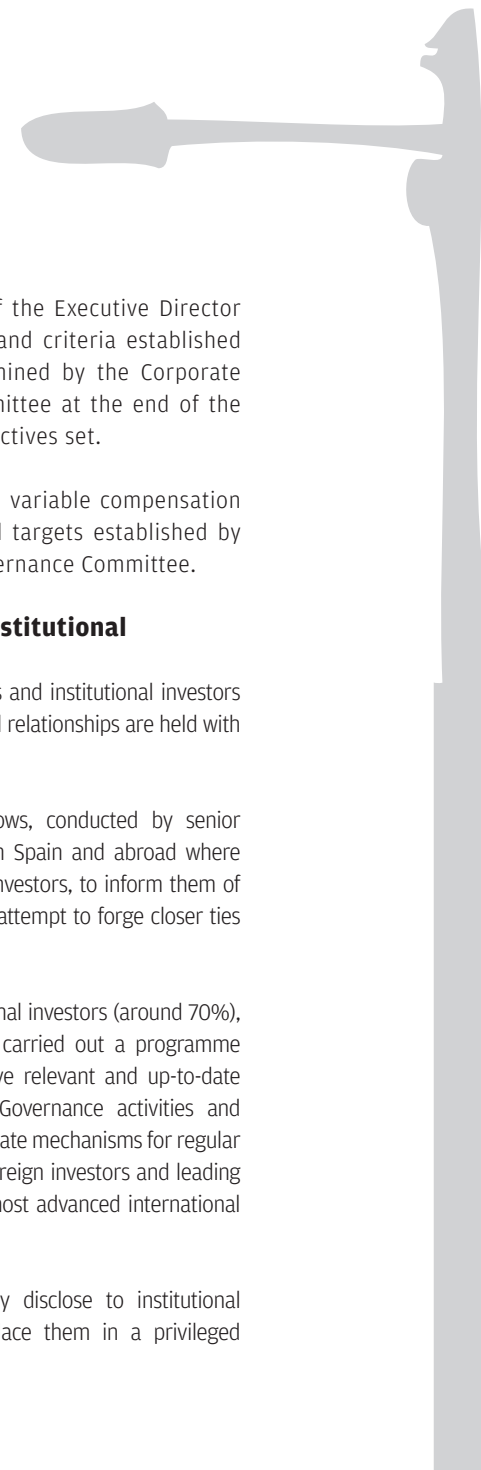 f the Executive Director
and criteria established
mined by the Corporate
mittee at the end of the
ctives set.
variable compensation
d targets established by
ernance Committee.
stitutional
s and institutional investors
d relationships are held with
ows, conducted by senior
n Spain and abroad where
nvestors, to inform them of
attempt to forge closer ties
nal investors (around 70%),
carried out a programme
ve relevant and up-to-date
Governance activities and
ate mechanisms for regular
reign investors and leading
most advanced international
y disclose to institutional
ace them in a privileged